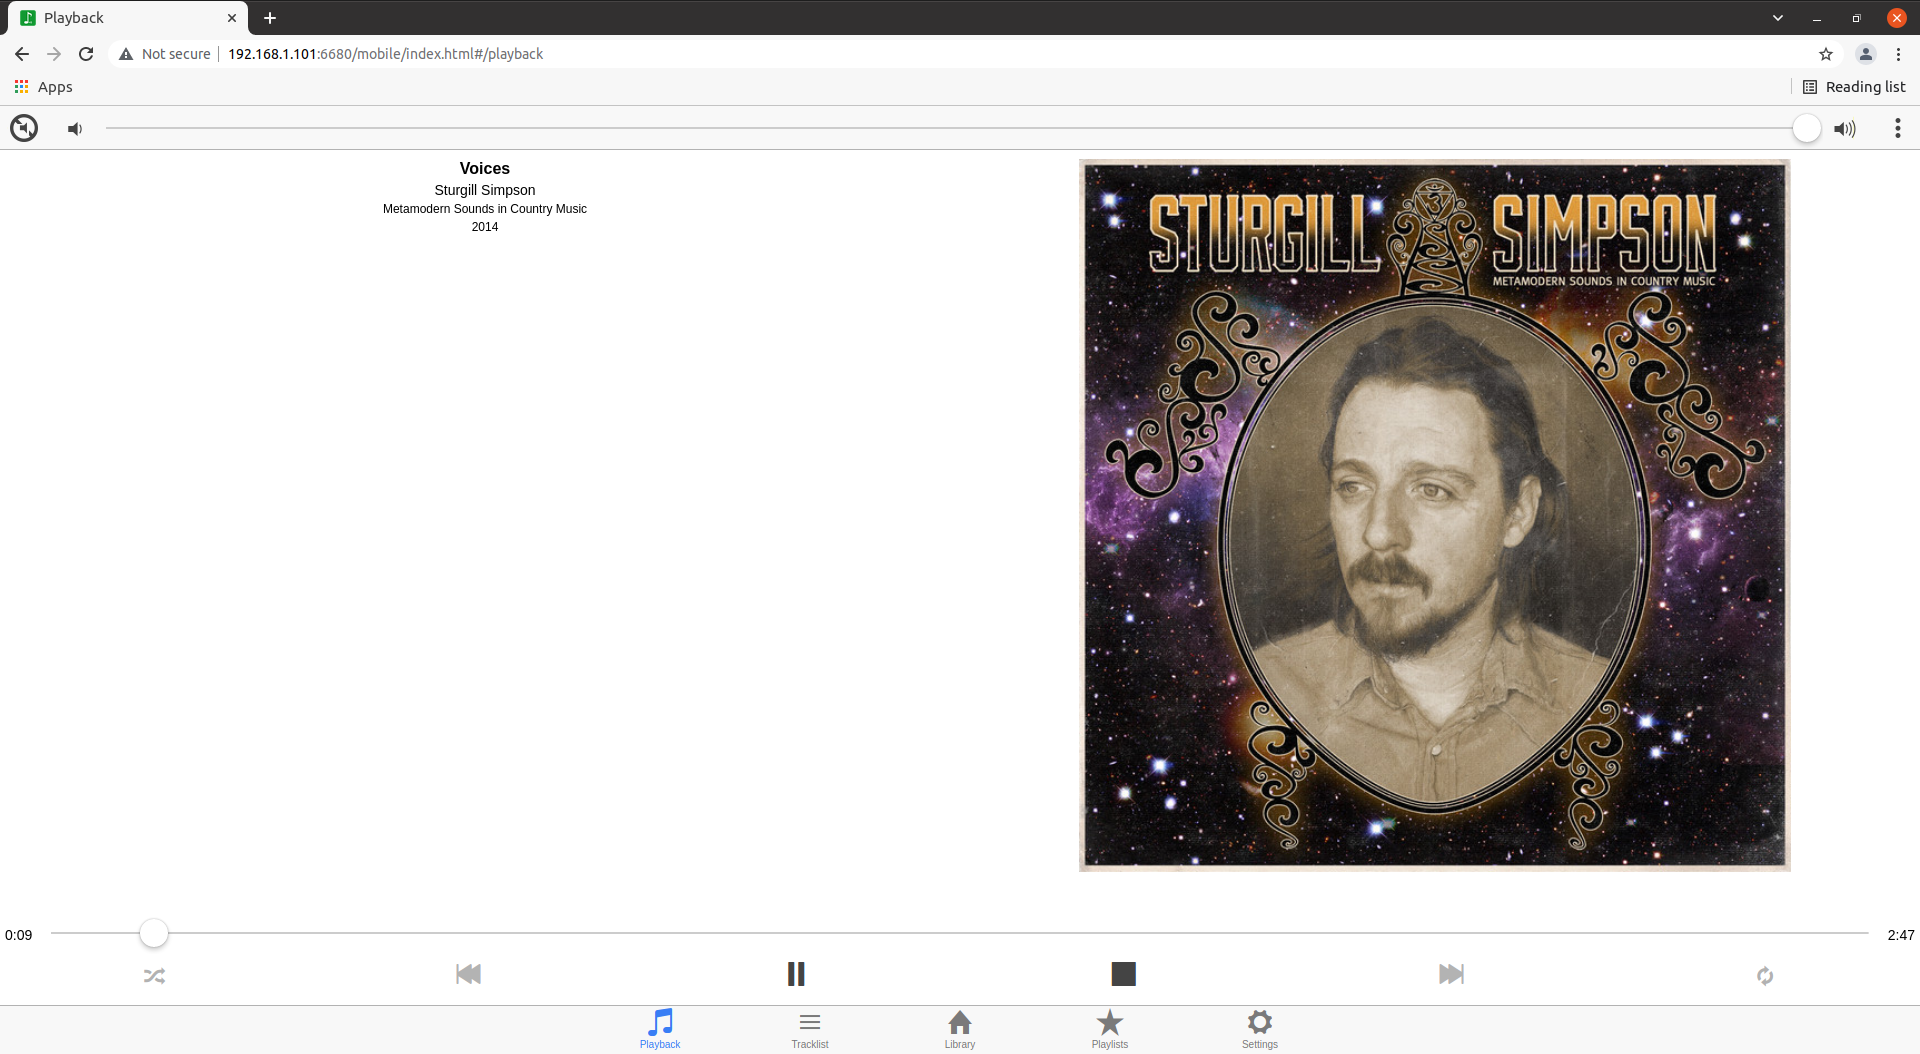 Playback
Not secure
192.168.1.101:6680/mobile/index.html#/playback
Apps
Reading list
Voices
Sturgill Simpson
Metamodern Sounds in Country Music
2014
STURGILL 3 SIMPSON
METAMODERN SOUNDS IN COUNTRY MUSIC
0:09
2:47
Playback
Tracklist
Library
Playlists
Settings